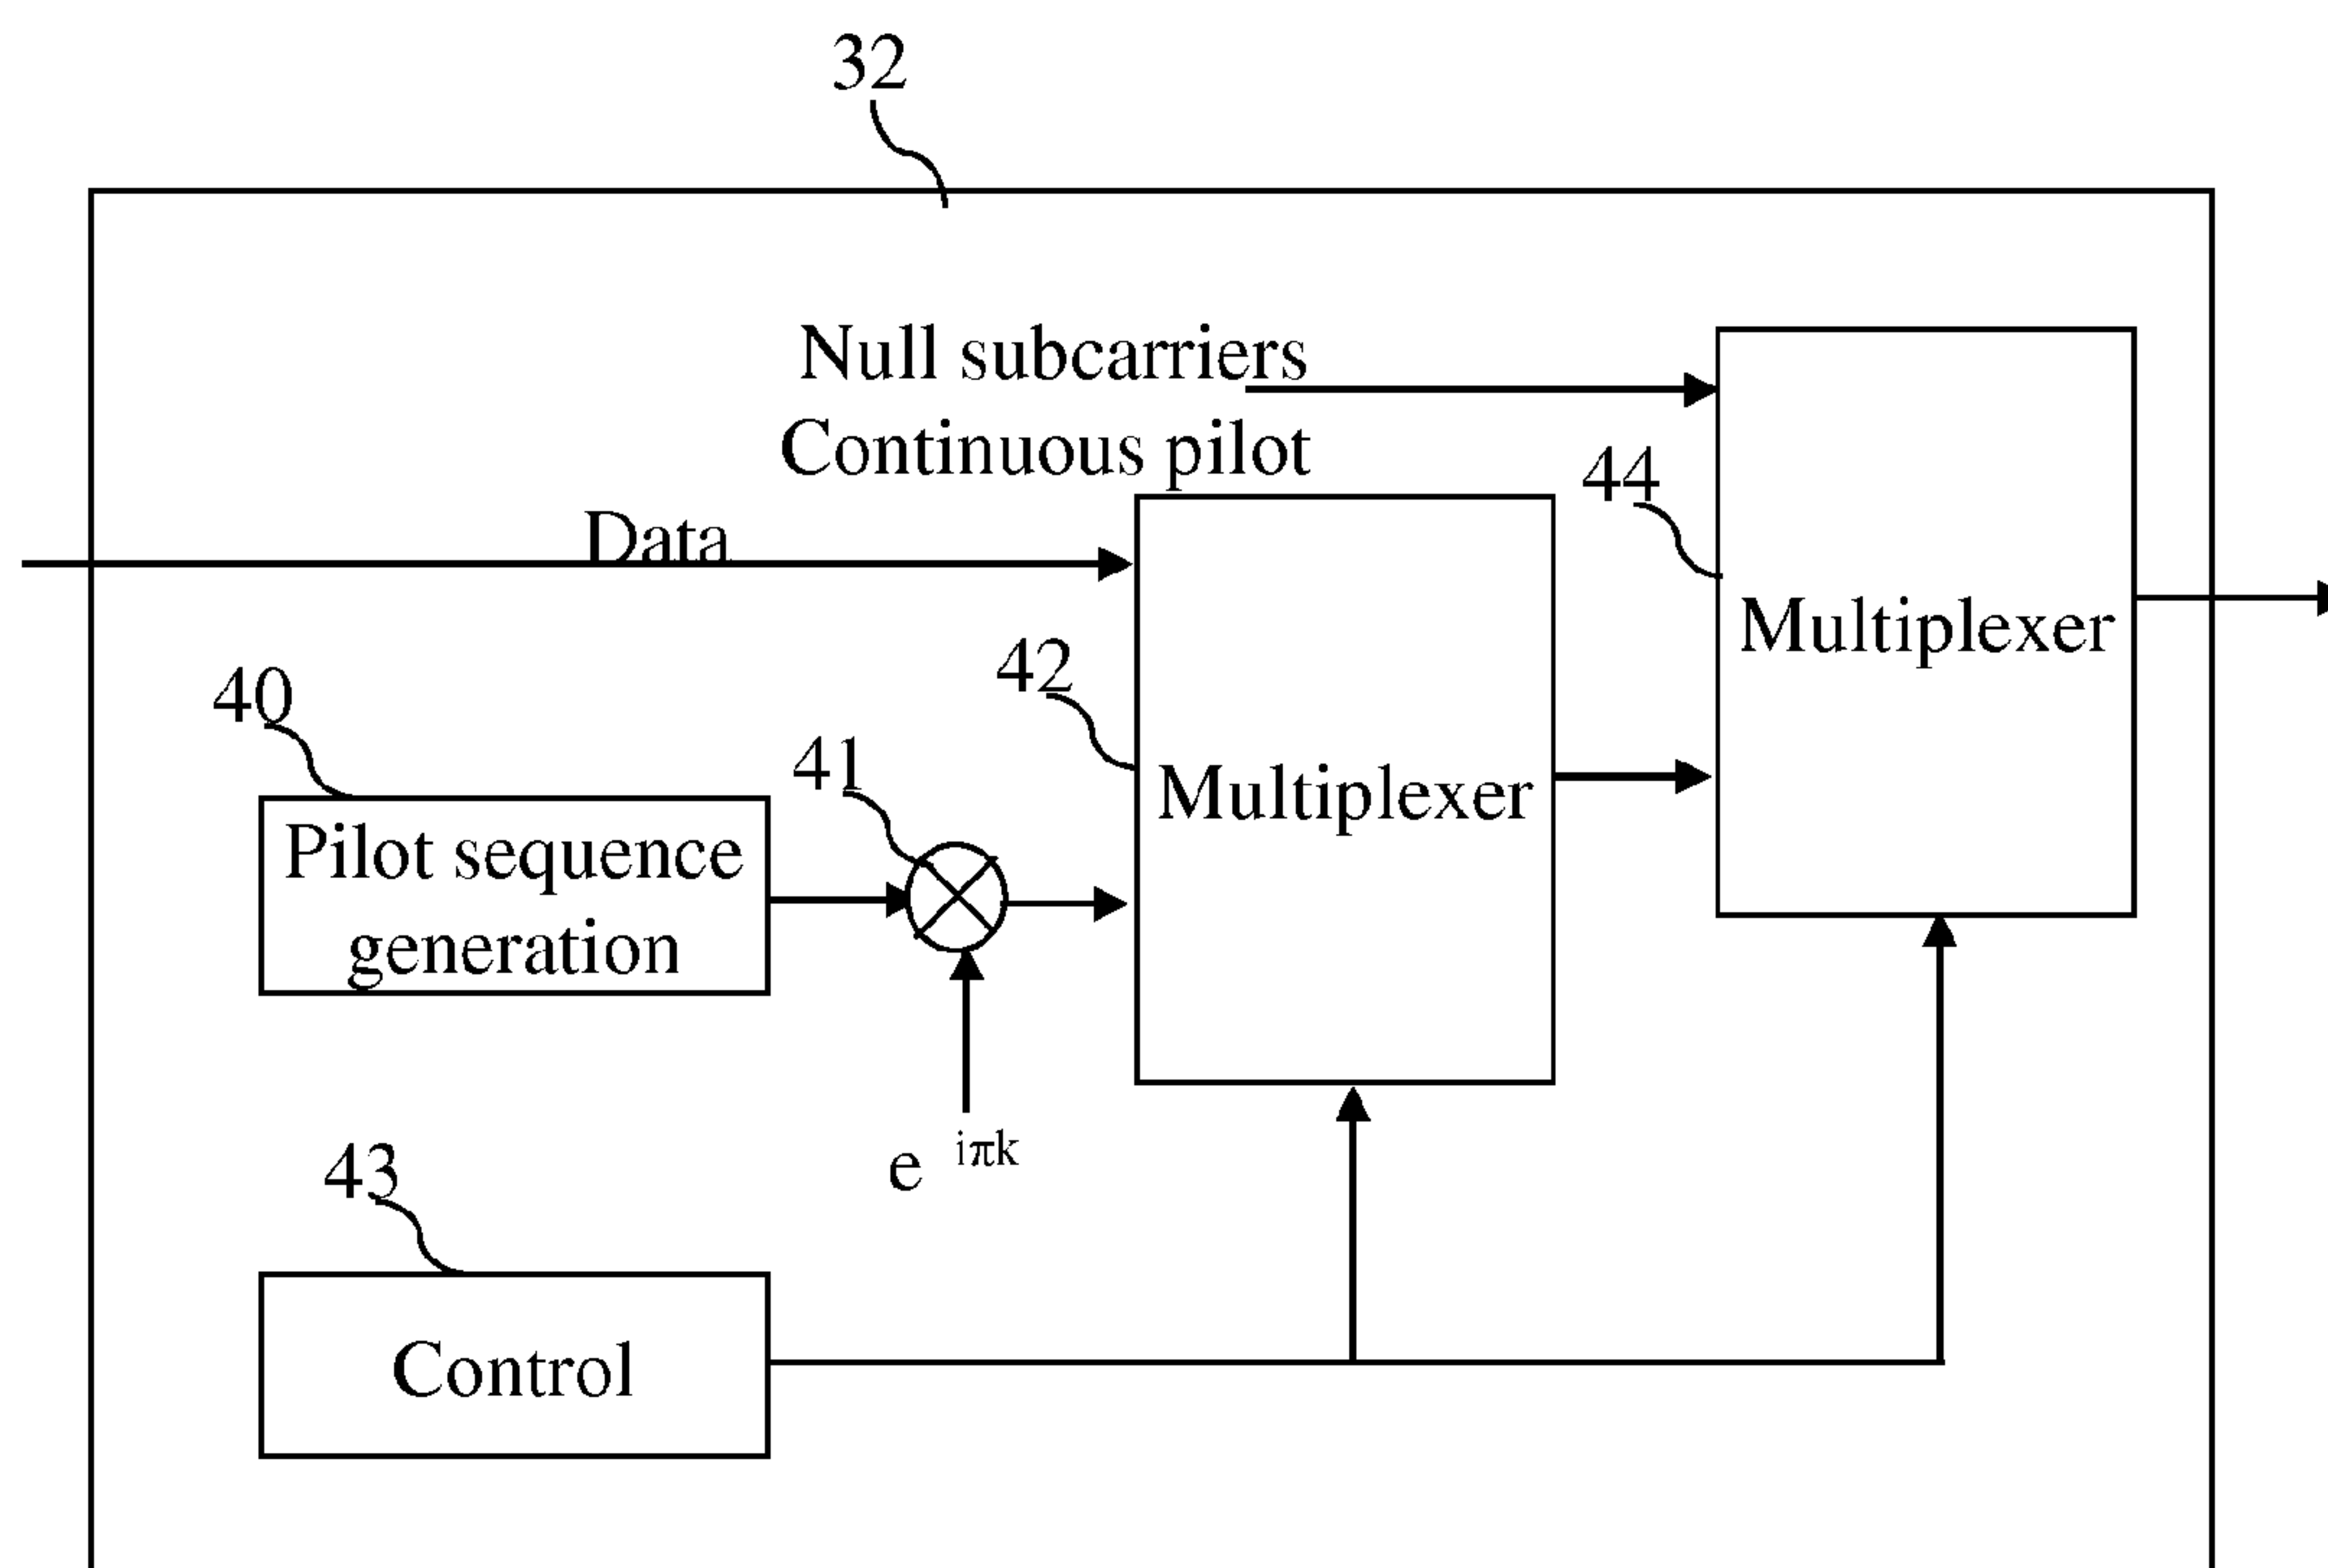 32
Null subcarriers
Continuous pilot
44
Data
Multiplexer
42
40
41
Multiplexer
Pilot sequence
generation
e iπk
43
Control